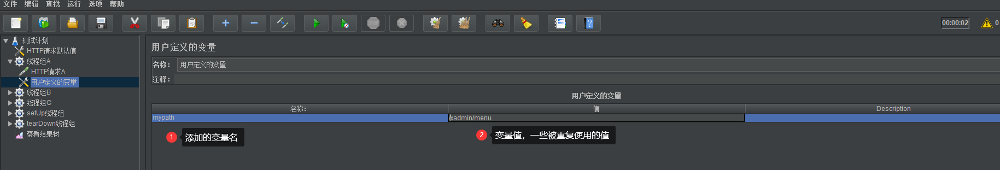 文件 编辑 查找 运行 选项 帮助
STOP
00:00:02
0
测试计划
HTTP请求默认值
线程组A
HTTP请求A
用户定义的变量
线程组B
线程组C
setUp线程组
tearDown线程组
察看结果树
用户定义的变量
名称： 用户定义的变量
注释：
用户定义的变量
名称： 值 Description
mypath /xadmin/menu
1 添加的变量名
2 变量值，一些被重复使用的值